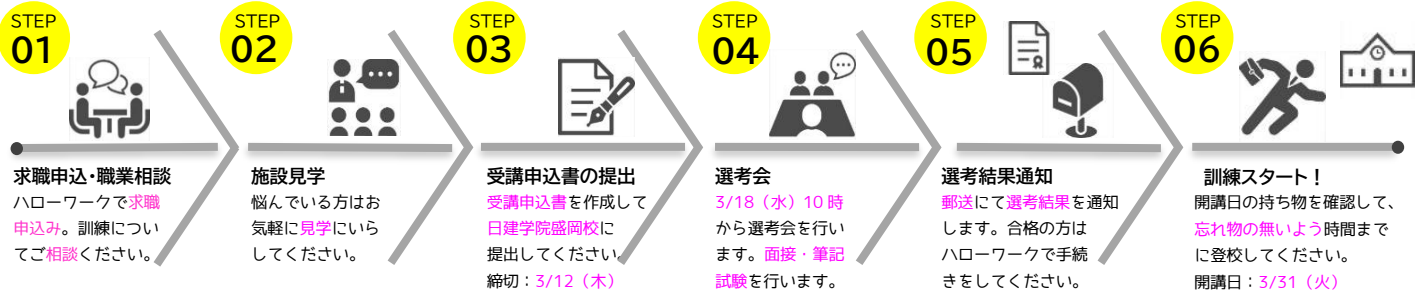 STEP
01
求職申込・職業相談
ハローワークで求職
申込み。訓練につい
てご相談ください。
STEP
02
施設見学
悩んでいる方はお
気軽に見学にいら
してください。
STEP
03
受講申込書の提出
受講申込書を作成して
日建学院盛岡校に
提出してください。
締切：3/12（木）
STEP
04
選考会
3/18（水）10 時
から選考会を行い
ます。面接・筆記
試験を行います。
STEP
05
選考結果通知
郵送にて選考結果を通知
します。合格の方は
ハローワークで手続
きをしてください。
STEP
06
訓練スタート！
開講日の持ち物を確認して、
忘れ物の無いよう時間まで
に登校してください。
開講日：3/31（火）